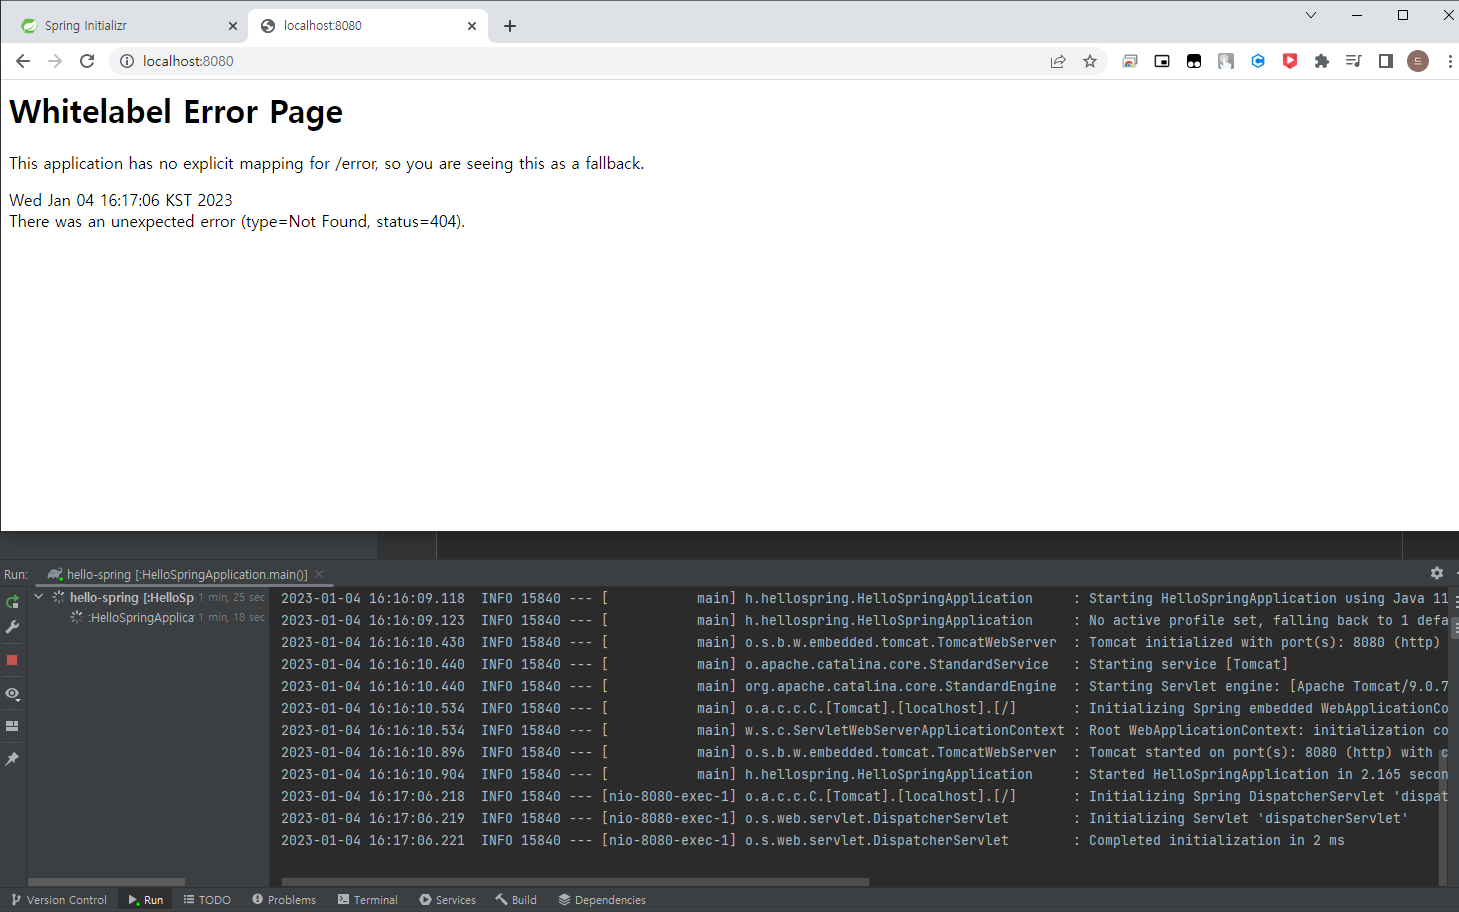 Spring Initializr
localhost:8080
localhost:8080
Whitelabel Error Page
This application has no explicit mapping for /error, so you are seeing this as a fallback.
Wed Jan 04 16:17:06 KST 2023
There was an unexpected error (type=Not Found, status=404).
Run: hello-spring [:HelloSpringApplication.main()]
hello-spring [:HelloSp 1 min, 25 sec
:HelloSpringApplica 1 min, 18 sec
2023-01-04 16:16:09.118  INFO 15840 --- [           main] h.hellospring.HelloSpringApplication     : Starting HelloSpringApplication using Java 11
2023-01-04 16:16:09.123  INFO 15840 --- [           main] h.hellospring.HelloSpringApplication     : No active profile set, falling back to 1 defa
2023-01-04 16:16:10.430  INFO 15840 --- [           main] o.s.b.w.embedded.tomcat.TomcatWebServer  : Tomcat initialized with port(s): 8080 (http)
2023-01-04 16:16:10.440  INFO 15840 --- [           main] o.apache.catalina.core.StandardService   : Starting service [Tomcat]
2023-01-04 16:16:10.440  INFO 15840 --- [           main] org.apache.catalina.core.StandardEngine  : Starting Servlet engine: [Apache Tomcat/9.0.7
2023-01-04 16:16:10.534  INFO 15840 --- [           main] o.a.c.c.C.[Tomcat].[localhost].[/]       : Initializing Spring embedded WebApplicationCo
2023-01-04 16:16:10.534  INFO 15840 --- [           main] w.s.c.ServletWebServerApplicationContext : Root WebApplicationContext: initialization co
2023-01-04 16:16:10.896  INFO 15840 --- [           main] o.s.b.w.embedded.tomcat.TomcatWebServer  : Tomcat started on port(s): 8080 (http) with c
2023-01-04 16:16:10.904  INFO 15840 --- [           main] h.hellospring.HelloSpringApplication     : Started HelloSpringApplication in 2.165 secon
2023-01-04 16:17:06.218  INFO 15840 --- [nio-8080-exec-1] o.a.c.c.C.[Tomcat].[localhost].[/]       : Initializing Spring DispatcherServlet 'dispat
2023-01-04 16:17:06.219  INFO 15840 --- [nio-8080-exec-1] o.s.web.servlet.DispatcherServlet        : Initializing Servlet 'dispatcherServlet'
2023-01-04 16:17:06.221  INFO 15840 --- [nio-8080-exec-1] o.s.web.servlet.DispatcherServlet        : Completed initialization in 2 ms
Version Control Run TODO Problems Terminal Services Build Dependencies